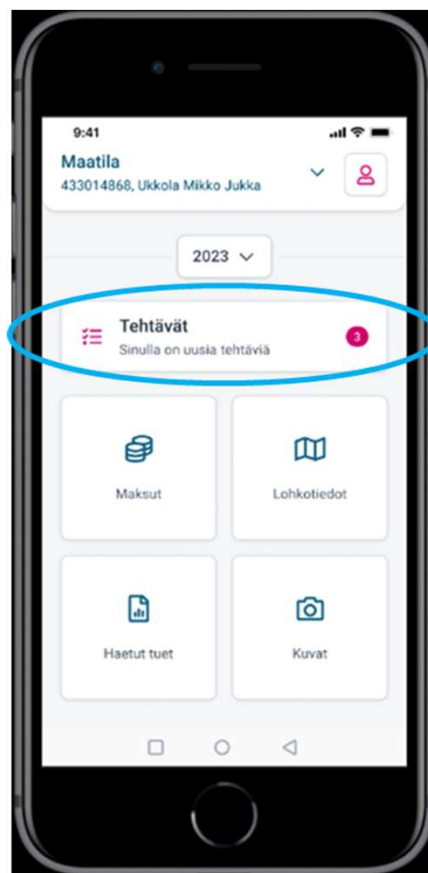 9:41
Maatila
433014868, Ukkola Mikko Jukka
2023
Tehtävät
Sinulla on uusia tehtäviä
3
Maksut
Lohkotiedot
Haetut tuet
Kuvat